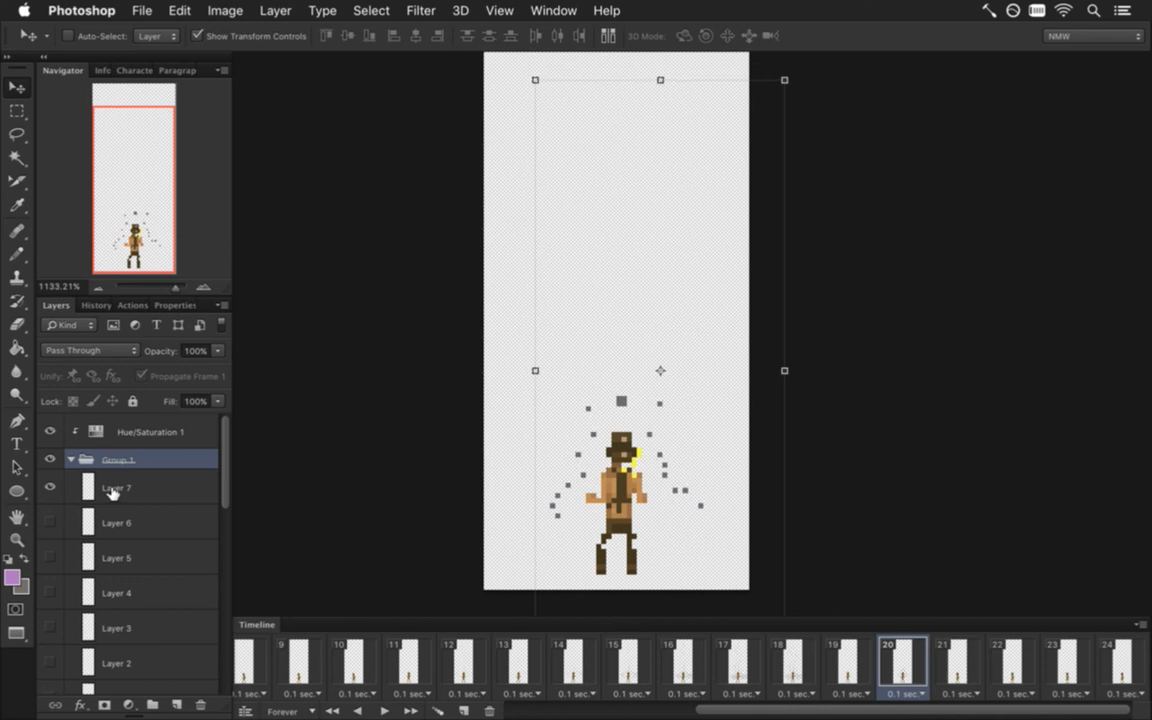 Photoshop File Edit Image Layer Type Select Filter 3D View Window Help
Auto-Select: Layer Show Transform Controls 3D Mode: NMW
Navigator Info Characte Paragrap
1133.21%
Layers History Actions Properties
Kind
Pass Through Opacity: 100%
Unify: Propagate Frame 1
Lock: Fill: 100%
Hue/Saturation 1
Group 1
Layer 7
Layer 6
Layer 5
Layer 4
Layer 3
Layer 2
Timeline
9 10 11 12 13 14 15 16 17 18 19 20 21 22 23 24
0.1 sec. 0.1 sec. 0.1 sec. 0.1 sec. 0.1 sec. 0.1 sec. 0.1 sec. 0.1 sec. 0.1 sec. 0.1 sec. 0.1 sec. 0.1 sec. 0.1 sec. 0.1 sec. 0.1 sec. 0.1 sec.
Forever